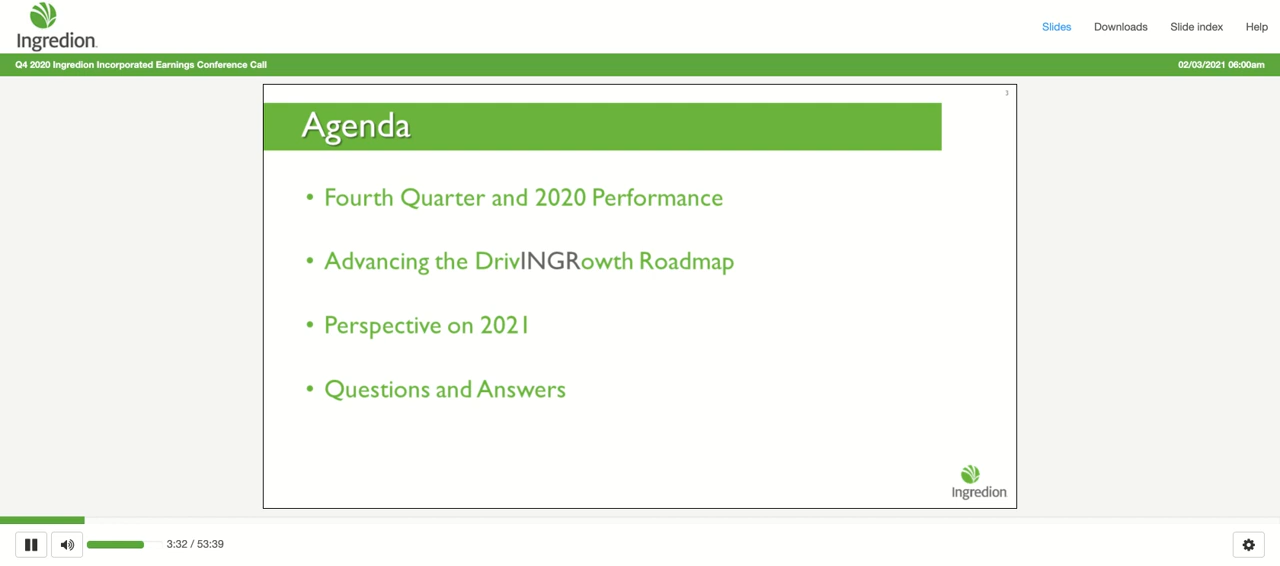 Ingredion
Slides Downloads Slide index Help
Q4 2020 Ingredion Incorporated Earnings Conference Call 02/03/2021 06:00am
3
Agenda
• Fourth Quarter and 2020 Performance
• Advancing the DrivINGRowth Roadmap
• Perspective on 2021
• Questions and Answers
Ingredion
3:32 / 53:39